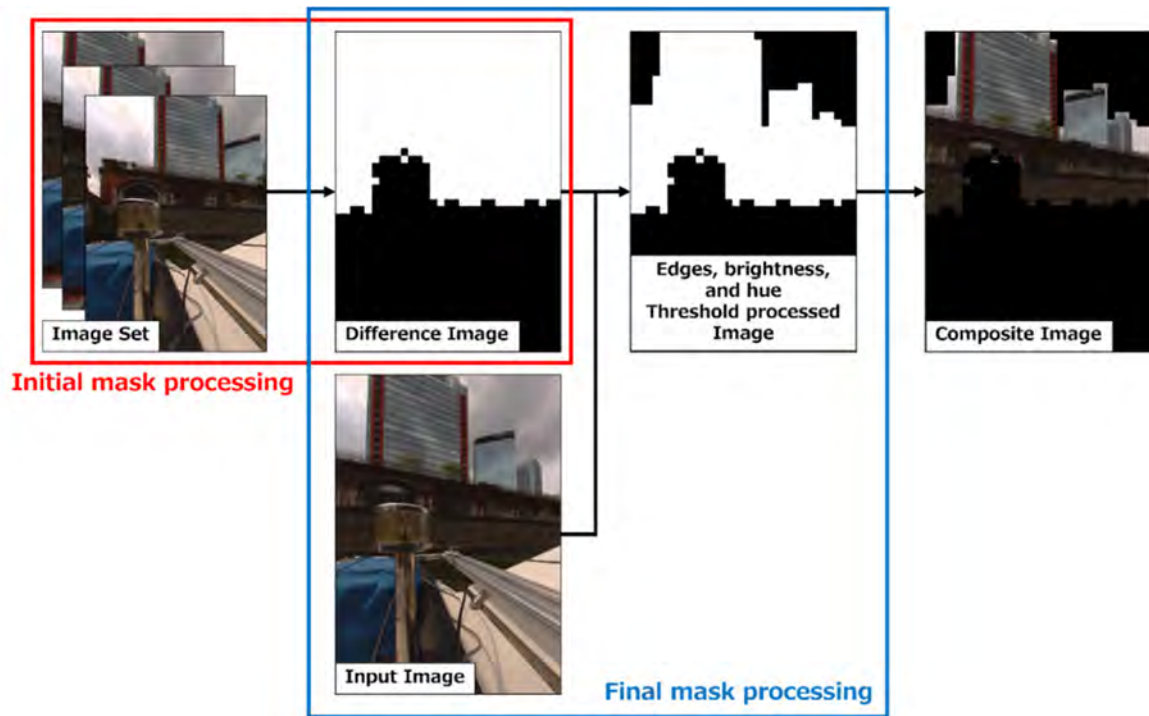 Image Set
Difference Image
Edges, brightness,
and hue
Threshold processed
Image
Composite Image
Initial mask processing
Input Image
Final mask processing